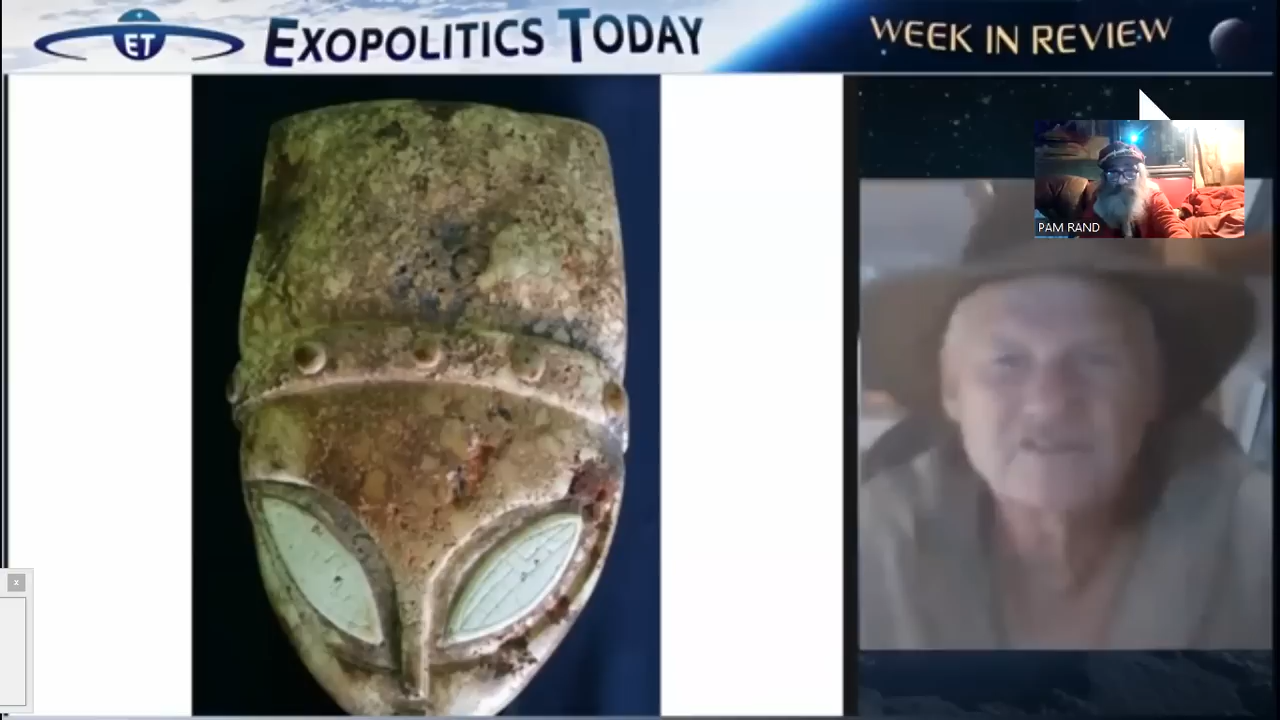 ET
EXOPOLITICS TODAY
WEEK IN REVIEW
PAM RAND
x